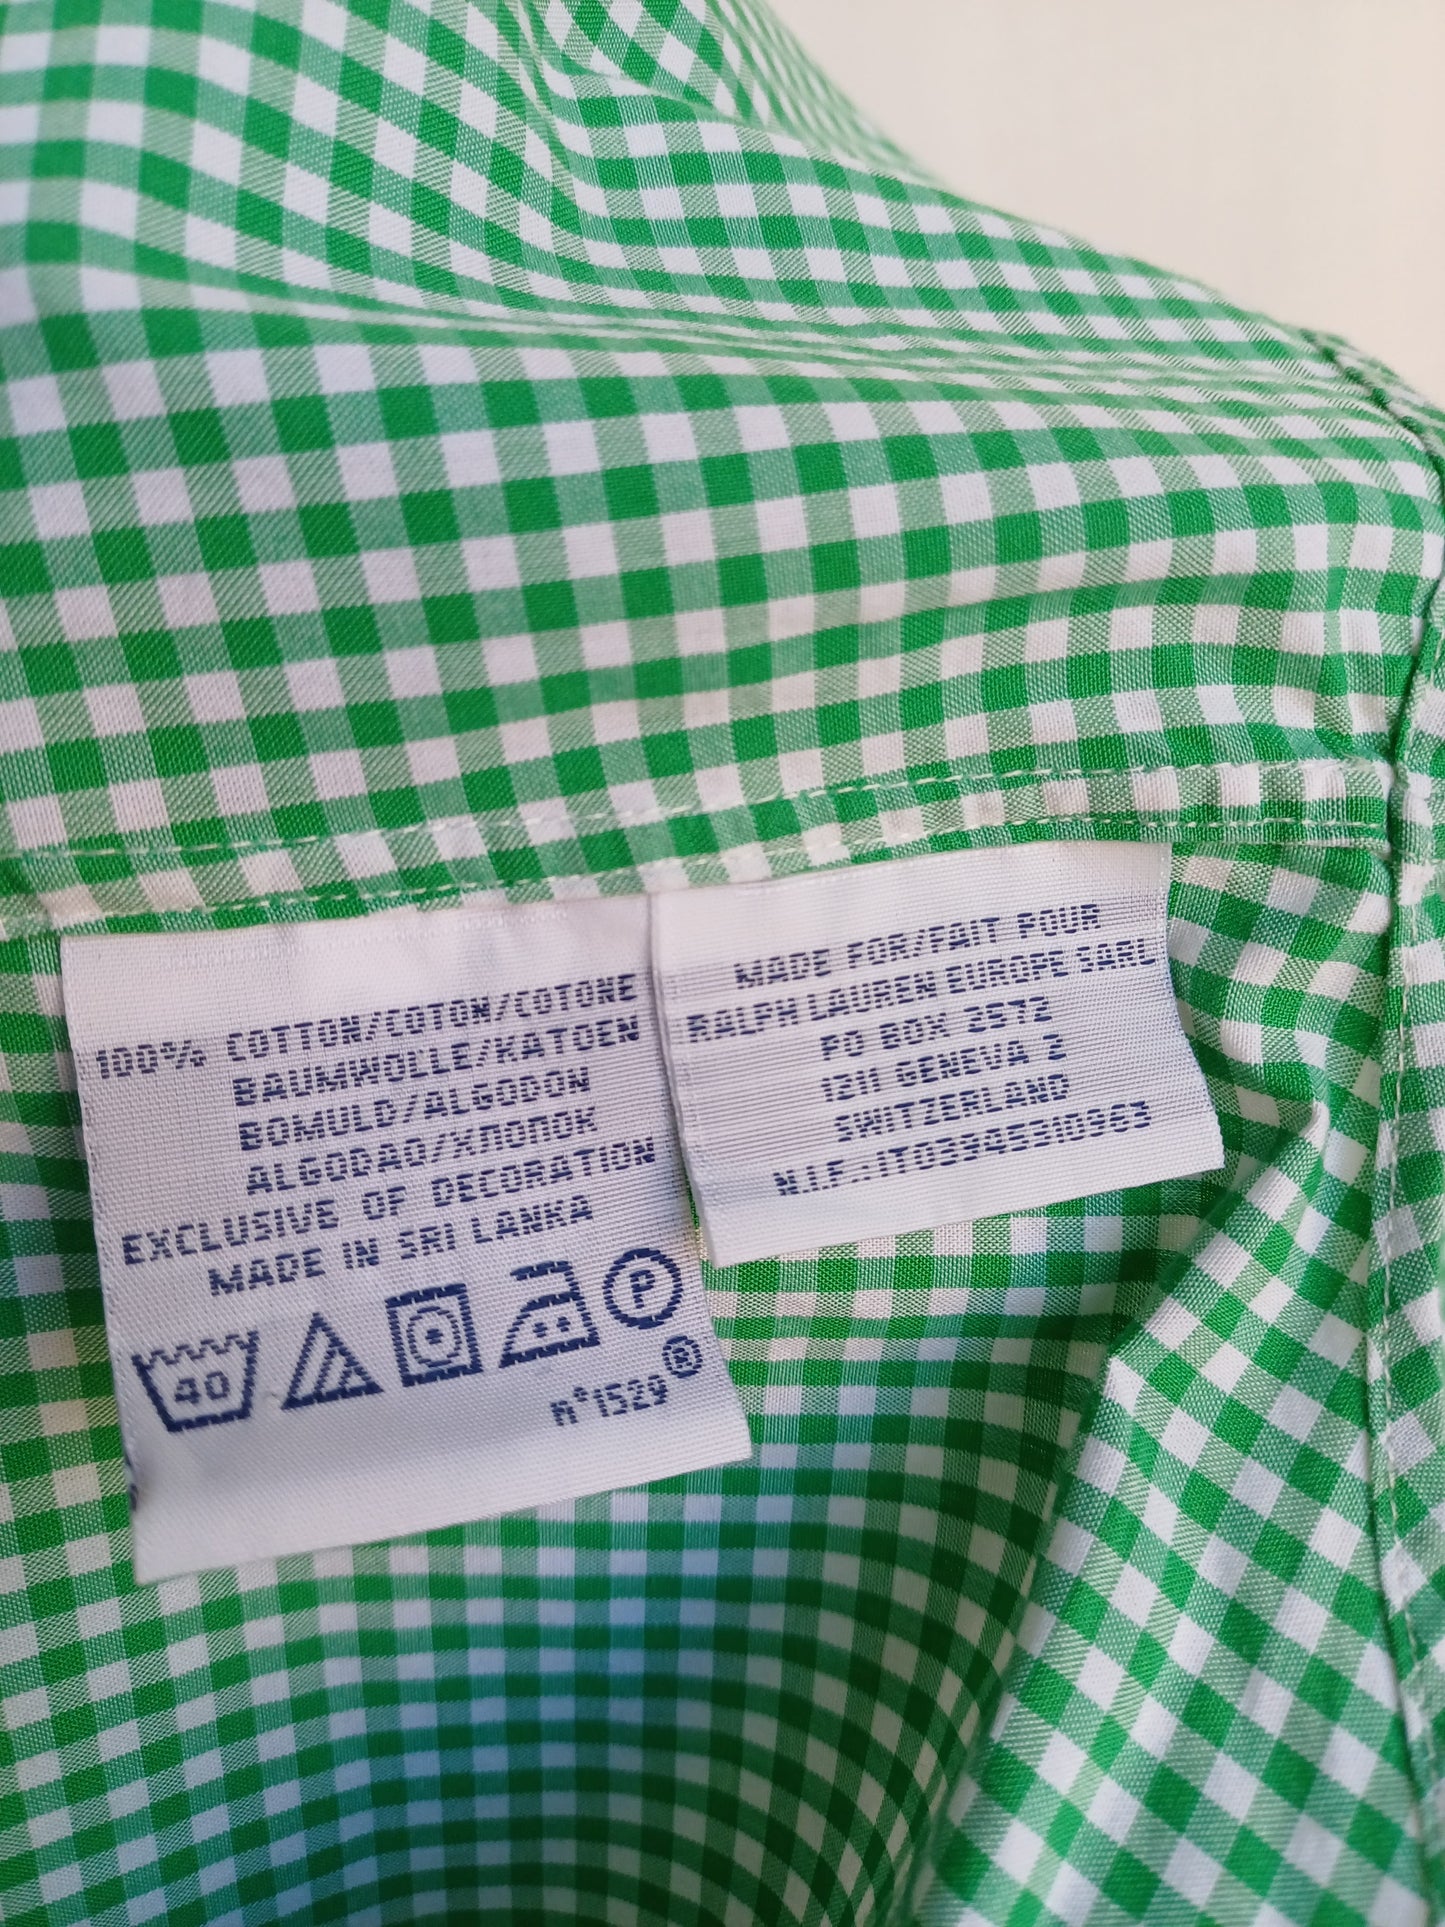 100% COTTON/COTON/COTONE
BAUMWOLLE/KATOEN
BOMULD/ALGODON
ALGODAO/ХЛОПОК
EXCLUSIVE OF DECORATION
MADE IN SRI LANKA
40
P
®
n°1529
MADE FOR/FAIT POUR
RALPH LAUREN EUROPE SARL
PO BOX 2572
1211 GENEVA 2
SWITZERLAND
N.I.F.:IT03945310963